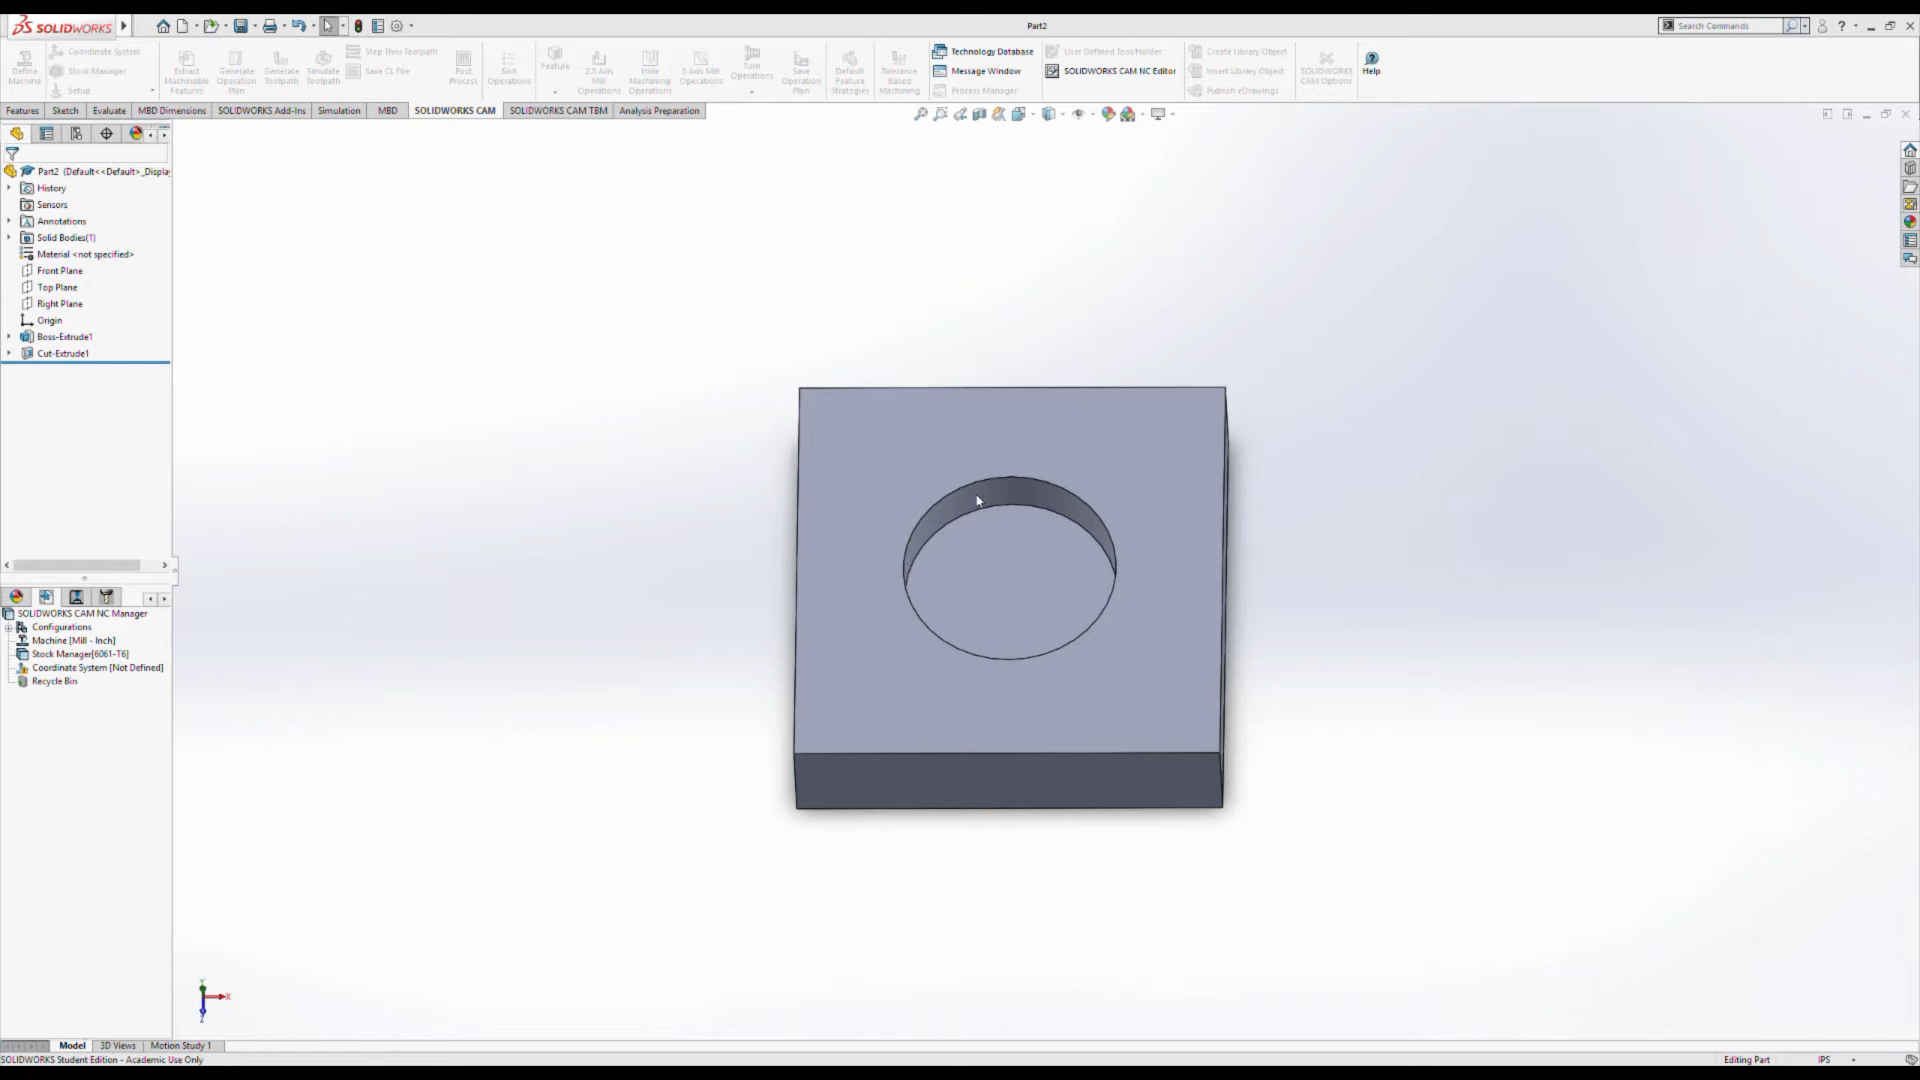 SOLIDWORKS
Part2
Search Commands
Define Machine
Coordinate System
Stock Manager
Setup
Extract Machinable Features
Generate Operation Plan
Generate Toolpath
Simulate Toolpath
Step Thru Toolpath
Save CL File
Post Process
Sort Operations
Feature
2.5 Axis Mill Operations
Hole Machining Operations
3 Axis Mill Operations
Turn Operations
Save Operation Plan
Default Feature Strategies
Tolerance Based Machining
Technology Database
Message Window
Process Manager
User Defined Tool/Holder
SOLIDWORKS CAM NC Editor
Create Library Object
Insert Library Object
Publish eDrawings
SOLIDWORKS CAM Options
Help
Features Sketch Evaluate MBD Dimensions SOLIDWORKS Add-Ins Simulation MBD SOLIDWORKS CAM SOLIDWORKS CAM TBM Analysis Preparation
Part2 (Default<<Default>_Displa
History
Sensors
Annotations
Solid Bodies(1)
Material <not specified>
Front Plane
Top Plane
Right Plane
Origin
Boss-Extrude1
Cut-Extrude1
SOLIDWORKS CAM NC Manager
Configurations
Machine [Mill - Inch]
Stock Manager[6061-T6]
Coordinate System [Not Defined]
Recycle Bin
Y
X
Z
Model 3D Views Motion Study 1
SOLIDWORKS Student Edition - Academic Use Only
Editing Part IPS